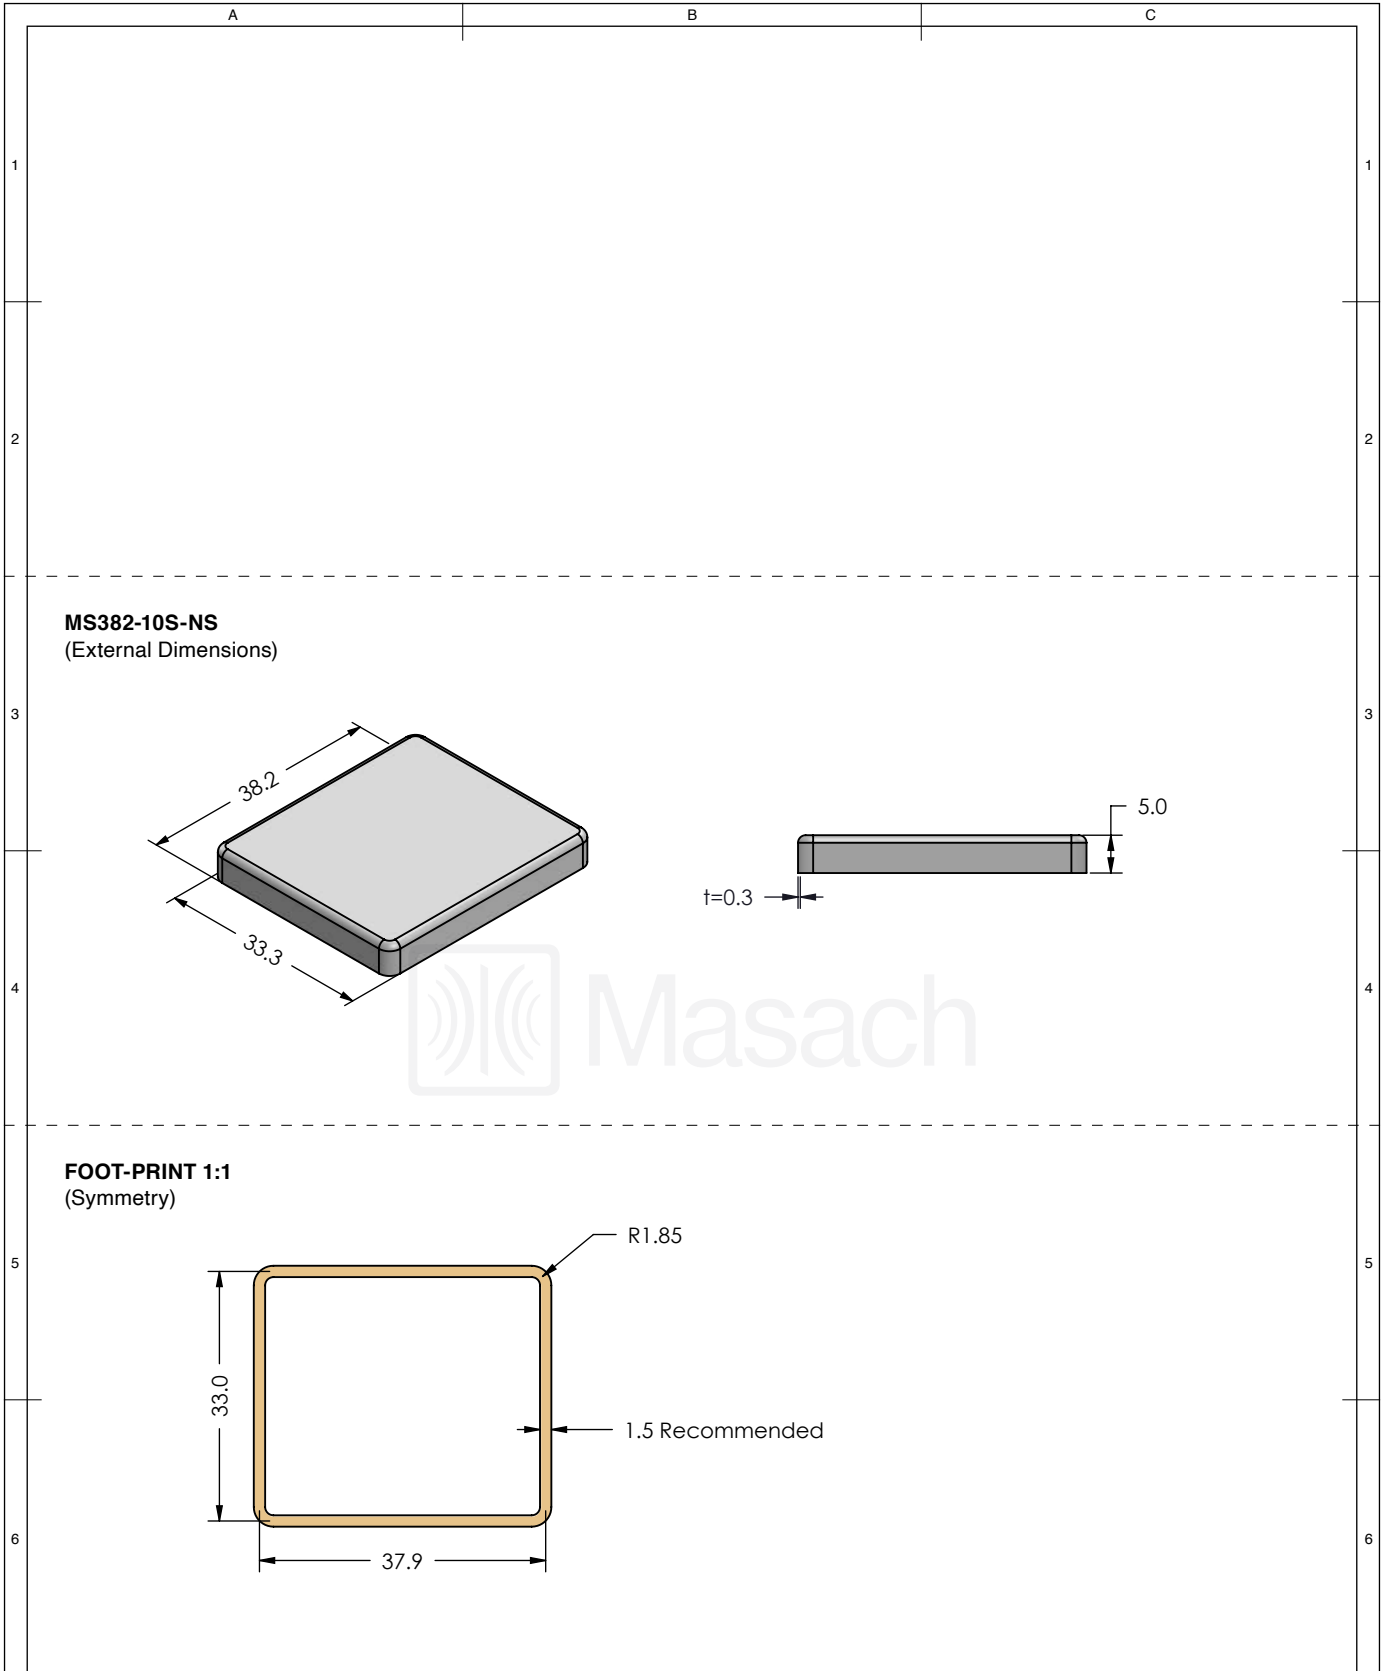 A B C
1 1
2 2
MS382-10S-NS
(External Dimensions)
3 3
38.2
5.0
t=0.3
33.3
Masach
4 4
FOOT-PRINT 1:1
(Symmetry)
R1.85
5 5
33.0
1.5 Recommended
6 6
37.9